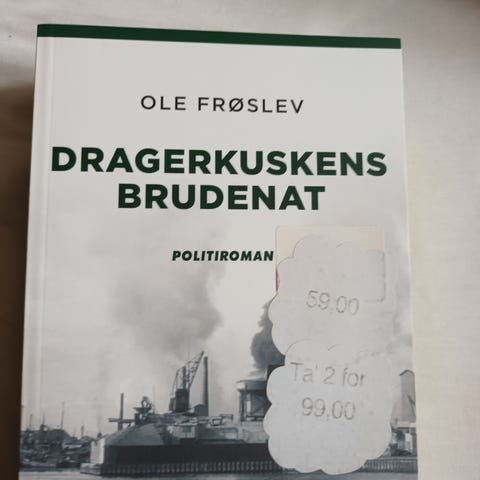 OLE FRØSLEV
DRAGERKUSKENS
BRUDENAT
POLITIROMAN
59,00
Ta' 2 for
99,00